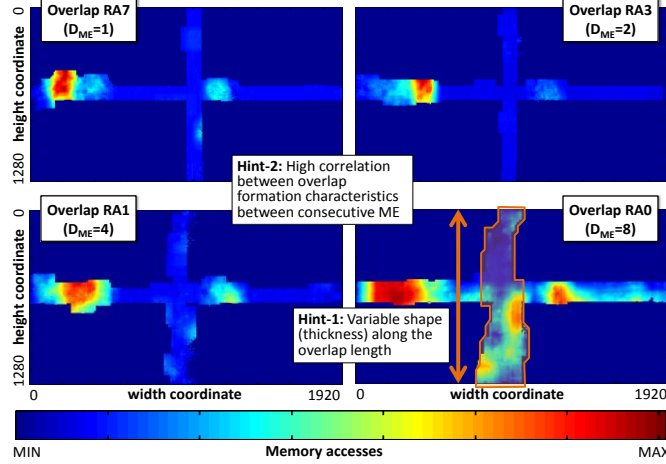 Overlap RA7
(DME=1)
Overlap RA3
(DME=2)
0
height coordinate
1280
Hint-2: High correlation
between overlap
formation characteristics
between consecutive ME
Overlap RA1
(DME=4)
Overlap RA0
(DME=8)
0
height coordinate
1280
Hint-1: Variable shape
(thickness) along the
overlap length
0
width coordinate
1920
0
width coordinate
1920
MIN
Memory accesses
MAX